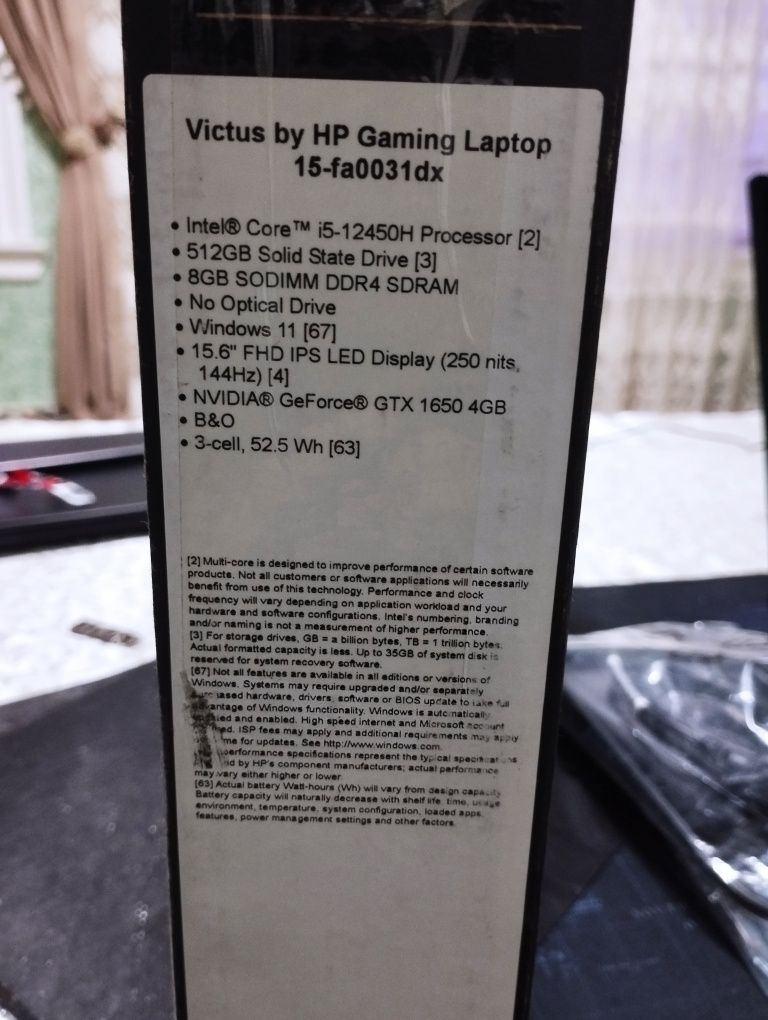 Victus by HP Gaming Laptop
15-fa0031dx
• Intel® Core™ i5-12450H Processor [2]
• 512GB Solid State Drive [3]
• 8GB SODIMM DDR4 SDRAM
• No Optical Drive
• Windows 11 [67]
• 15.6" FHD IPS LED Display (250 nits,
144Hz) [4]
• NVIDIA® GeForce® GTX 1650 4GB
• B&O
• 3-cell, 52.5 Wh [63]
[2] Multi-core is designed to improve performance of certain software
products. Not all customers or software applications will necessarily
benefit from use of this technology. Performance and clock
frequency will vary depending on application workload and your
hardware and software configurations. Intel's numbering, branding
and/or naming is not a measurement of higher performance.
[3] For storage drives, GB = a billion bytes, TB = 1 trillion bytes.
Actual formatted capacity is less. Up to 35GB of system disk is
reserved for system recovery software.
[67] Not all features are available in all editions or versions of
Windows. Systems may require upgraded and/or separately
hardware, drivers, software or BIOS update to take full
of Windows functionality. Windows is automatically
and enabled. High speed internet and Microsoft account
ISP fees may apply and additional requirements may apply
for updates. See http://www.windows.com.
performance specifications represent the typical specifications
by HP's component manufacturers; actual performance
may vary either higher or lower.
[63] Actual battery Watt-hours (Wh) will vary from design capacity.
Battery capacity will naturally decrease with shelf life, time, usage,
environment, temperature, system configuration, loaded apps,
features, power management settings and other factors.